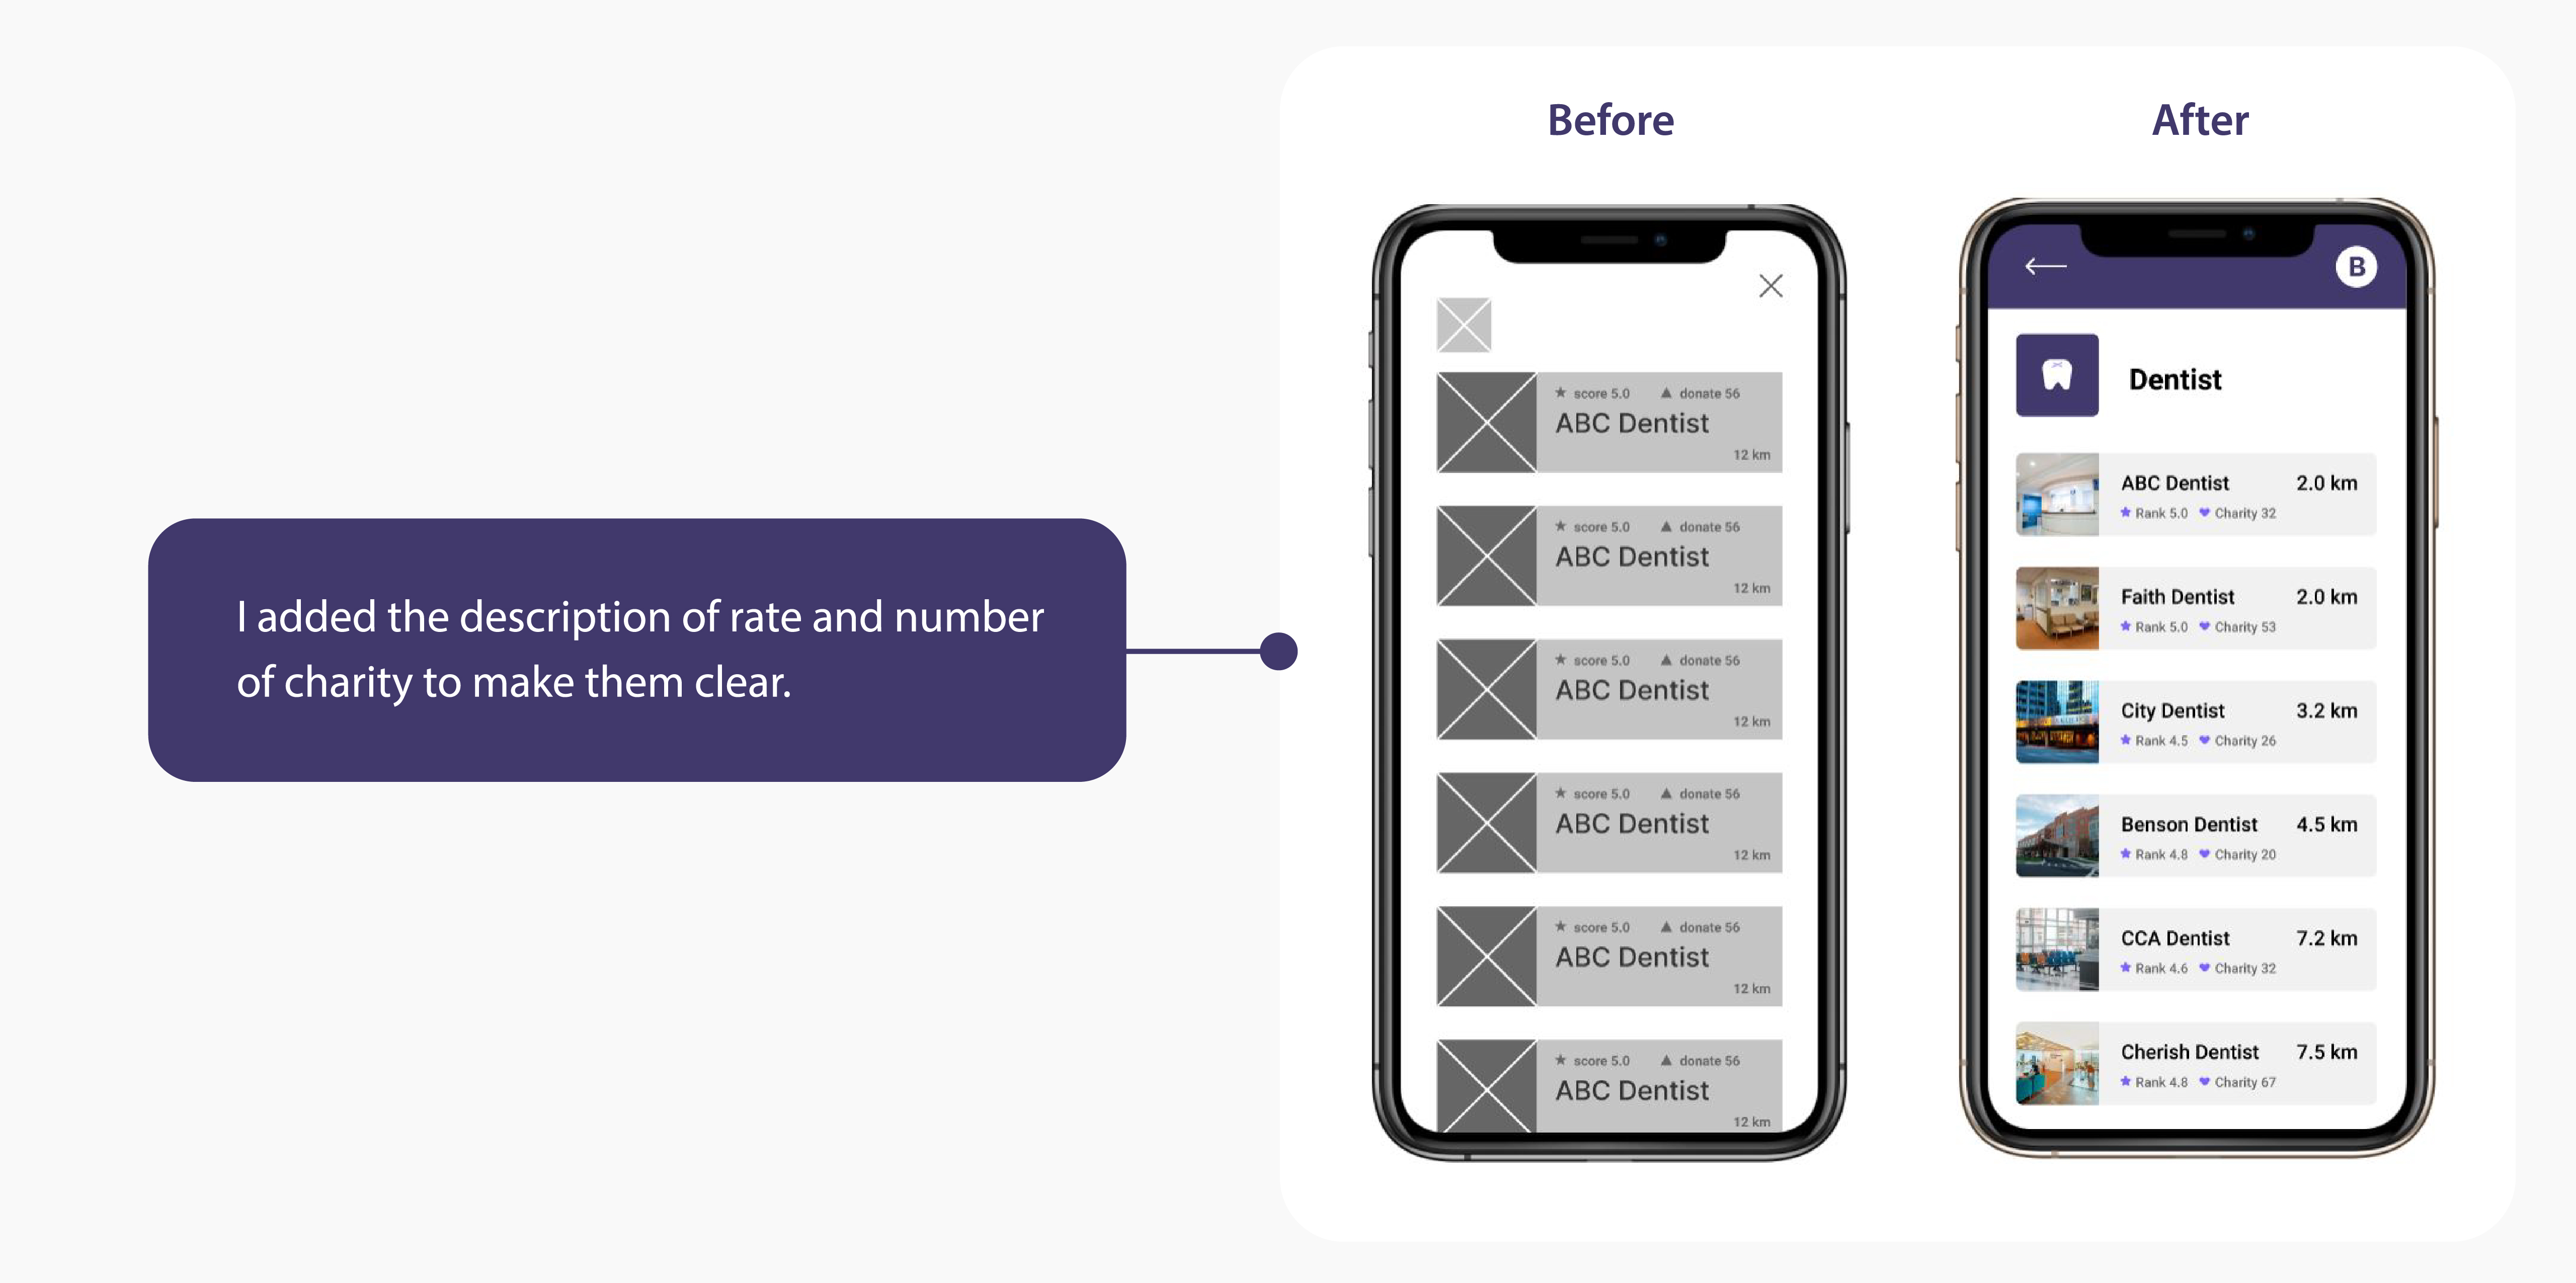 I added the description of rate and number
of charity to make them clear.
Before
score 5.0 donate 56
ABC Dentist
12 km
score 5.0 donate 56
ABC Dentist
12 km
score 5.0 donate 56
ABC Dentist
12 km
score 5.0 donate 56
ABC Dentist
12 km
score 5.0 donate 56
ABC Dentist
12 km
score 5.0 donate 56
ABC Dentist
12 km
After
B
Dentist
ABC Dentist 2.0 km
Rank 5.0 Charity 32
Faith Dentist 2.0 km
Rank 5.0 Charity 53
City Dentist 3.2 km
Rank 4.5 Charity 26
Benson Dentist 4.5 km
Rank 4.8 Charity 20
CCA Dentist 7.2 km
Rank 4.6 Charity 32
Cherish Dentist 7.5 km
Rank 4.8 Charity 67